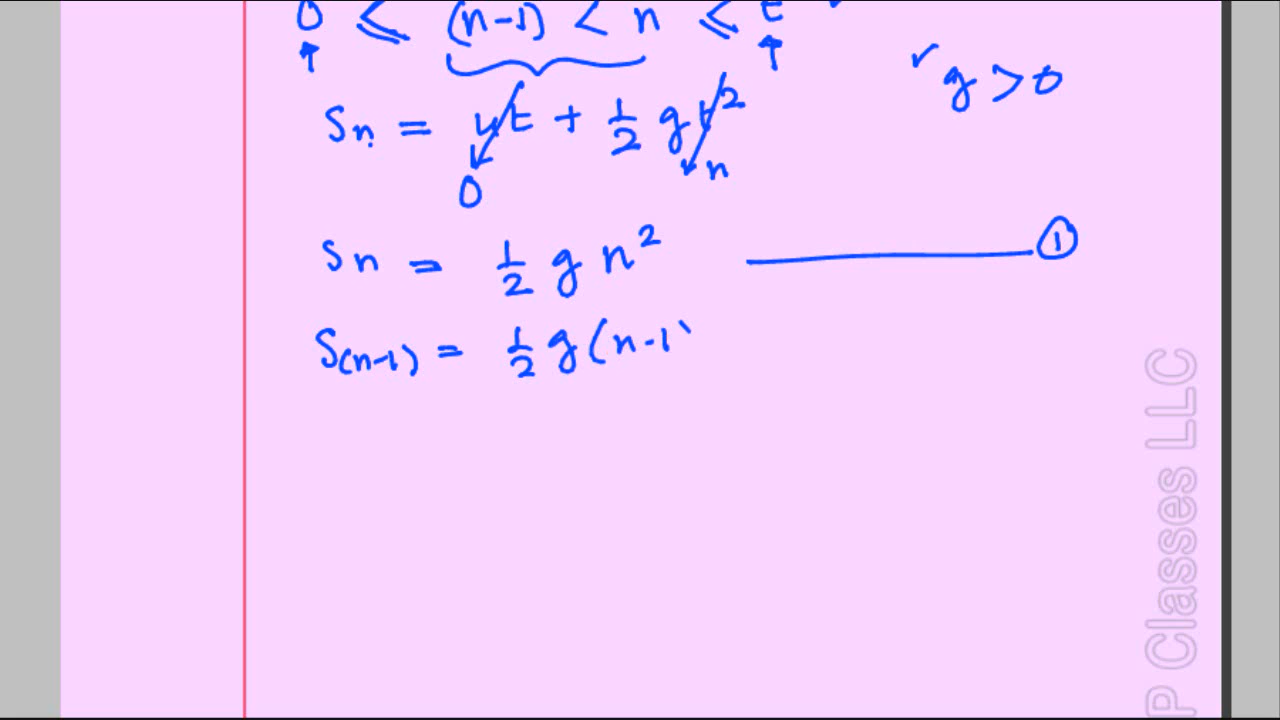 0 ≤ (n-1) < n ≤ t
✓ g > 0
Sn = ut + 1/2 gt²
0
n
Sn = 1/2 g n² ——— ①
S(n-1) = 1/2 g(n-1)
P Classes LLC